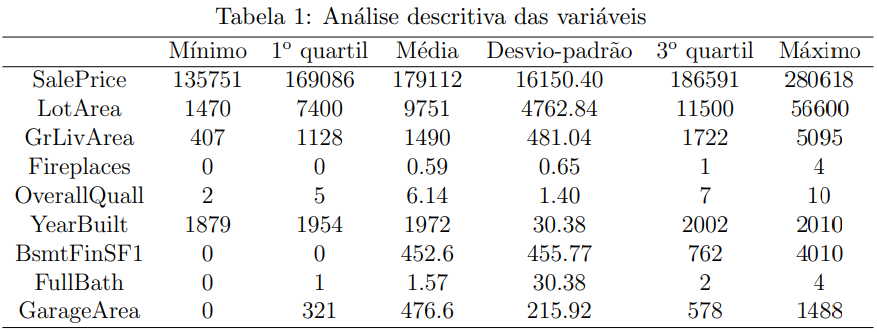 Tabela 1: Análise descritiva das variáveis
Mínimo 1º quartil Média Desvio-padrão 3º quartil Máximo
SalePrice 135751 169086 179112 16150.40 186591 280618
LotArea 1470 7400 9751 4762.84 11500 56600
GrLivArea 407 1128 1490 481.04 1722 5095
Fireplaces 0 0 0.59 0.65 1 4
OverallQuall 2 5 6.14 1.40 7 10
YearBuilt 1879 1954 1972 30.38 2002 2010
BsmtFinSF1 0 0 452.6 455.77 762 4010
FullBath 0 1 1.57 30.38 2 4
GarageArea 0 321 476.6 215.92 578 1488